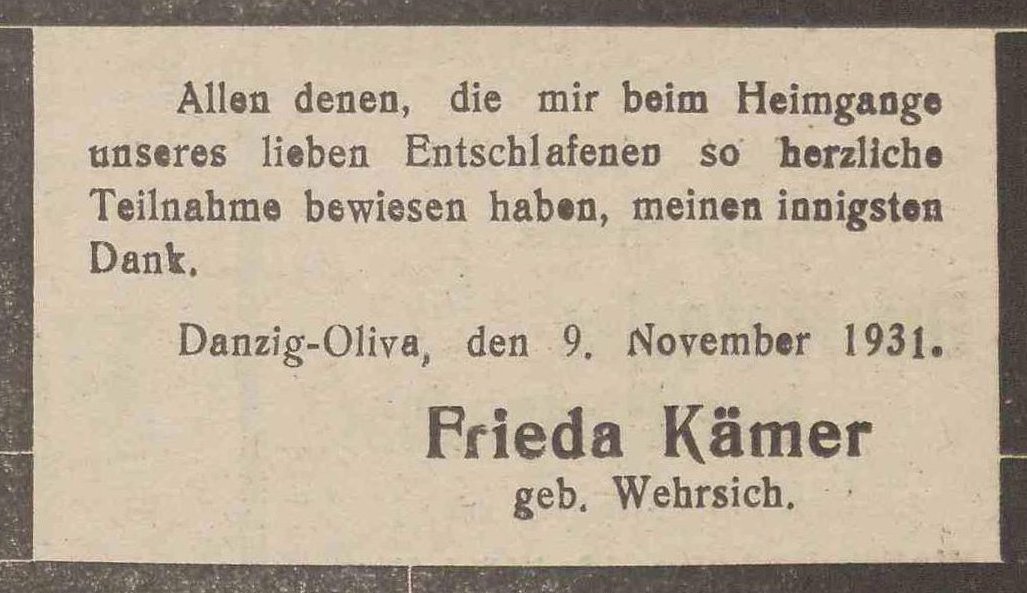 Allen denen, die mir beim Heimgange
unseres lieben Entschlafenen so herzliche
Teilnahme bewiesen haben, meinen innigsten
Dank.
Danzig-Oliva, den 9. November 1931.
Frieda Kämer
geb. Wehrsich.